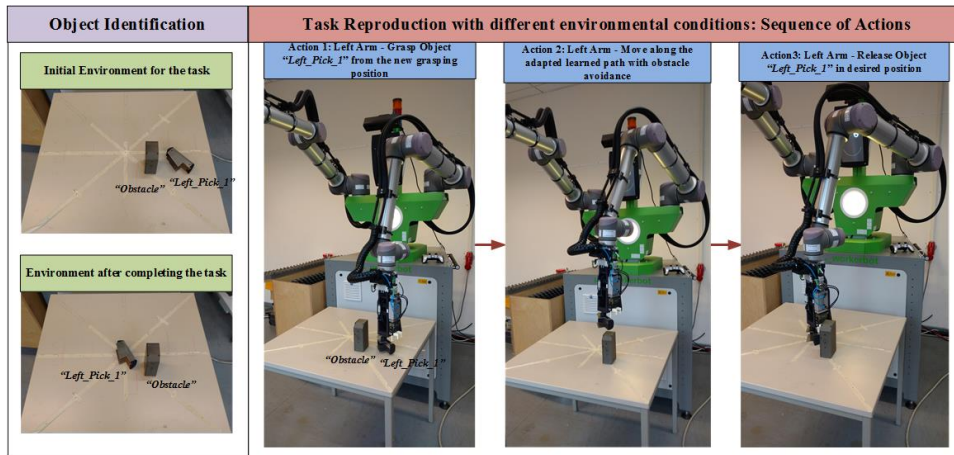 Object Identification
Task Reproduction with different environmental conditions: Sequence of Actions
Initial Environment for the task
"Obstacle"
"Left_Pick_1"
Environment after completing the task
"Left_Pick_1"
"Obstacle"
Action 1: Left Arm - Grasp Object
"Left_Pick_1" from the new grasping
position
"Obstacle"
"Left_Pick_1"
Action 2: Left Arm - Move along the
adapted learned path with obstacle
avoidance
Action3: Left Arm - Release Object
"Left_Pick_1" in desired position